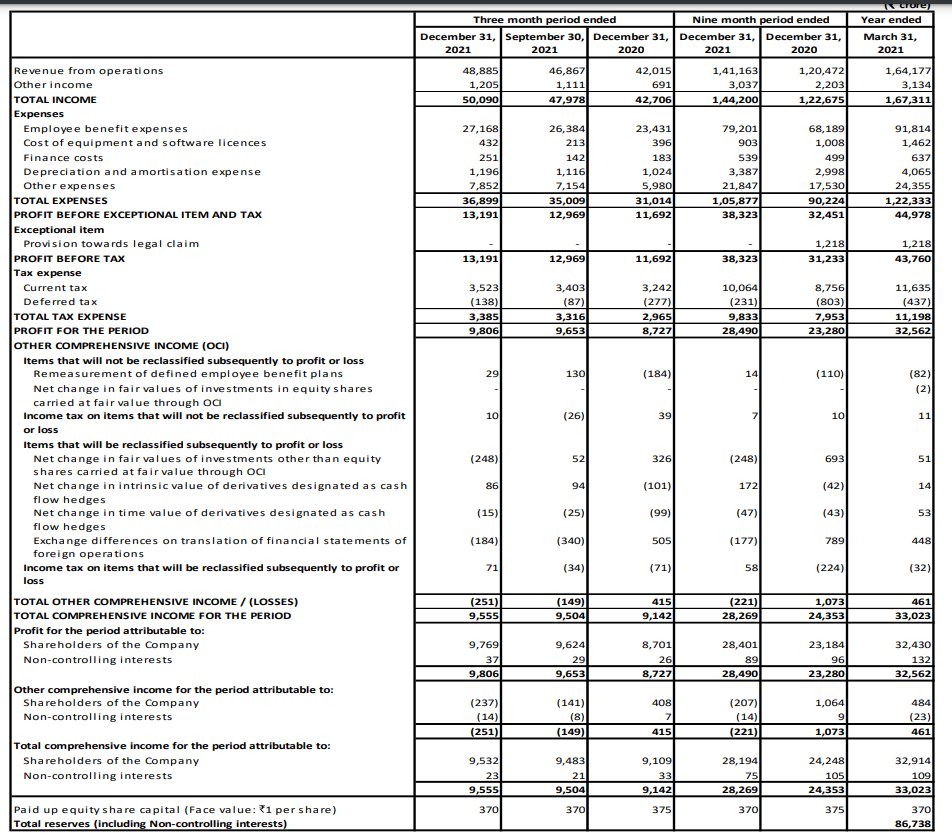 (₹ crore)
Three month period ended Nine month period ended Year ended
December 31, September 30, December 31, December 31, December 31, March 31,
2021 2021 2020 2021 2020 2021
Revenue from operations 48,885 46,867 42,015 1,41,163 1,20,472 1,64,177
Other income 1,205 1,111 691 3,037 2,203 3,134
TOTAL INCOME 50,090 47,978 42,706 1,44,200 1,22,675 1,67,311
Expenses
Employee benefit expenses 27,168 26,384 23,431 79,201 68,189 91,814
Cost of equipment and software licences 432 213 396 903 1,008 1,462
Finance costs 251 142 183 539 499 637
Depreciation and amortisation expense 1,196 1,116 1,024 3,387 2,998 4,065
Other expenses 7,852 7,154 5,980 21,847 17,530 24,355
TOTAL EXPENSES 36,899 35,009 31,014 1,05,877 90,224 1,22,333
PROFIT BEFORE EXCEPTIONAL ITEM AND TAX 13,191 12,969 11,692 38,323 32,451 44,978
Exceptional item
Provision towards legal claim - - - - 1,218 1,218
PROFIT BEFORE TAX 13,191 12,969 11,692 38,323 31,233 43,760
Tax expense
Current tax 3,523 3,403 3,242 10,064 8,756 11,635
Deferred tax (138) (87) (277) (231) (803) (437)
TOTAL TAX EXPENSE 3,385 3,316 2,965 9,833 7,953 11,198
PROFIT FOR THE PERIOD 9,806 9,653 8,727 28,490 23,280 32,562
OTHER COMPREHENSIVE INCOME (OCI)
Items that will not be reclassified subsequently to profit or loss
Remeasurement of defined employee benefit plans 29 130 (184) 14 (110) (82)
Net change in fair values of investments in equity shares - - - - - (2)
carried at fair value through OCI
Income tax on items that will not be reclassified subsequently to profit 10 (26) 39 7 10 11
or loss
Items that will be reclassified subsequently to profit or loss
Net change in fair values of investments other than equity (248) 52 326 (248) 693 51
shares carried at fair value through OCI
Net change in intrinsic value of derivatives designated as cash 86 94 (101) 172 (42) 14
flow hedges
Net change in time value of derivatives designated as cash (15) (25) (99) (47) (43) 53
flow hedges
Exchange differences on translation of financial statements of (184) (340) 505 (177) 789 448
foreign operations
Income tax on items that will be reclassified subsequently to profit or 71 (34) (71) 58 (224) (32)
loss
TOTAL OTHER COMPREHENSIVE INCOME / (LOSSES) (251) (149) 415 (221) 1,073 461
TOTAL COMPREHENSIVE INCOME FOR THE PERIOD 9,555 9,504 9,142 28,269 24,353 33,023
Profit for the period attributable to:
Shareholders of the Company 9,769 9,624 8,701 28,401 23,184 32,430
Non-controlling interests 37 29 26 89 96 132
9,806 9,653 8,727 28,490 23,280 32,562
Other comprehensive income for the period attributable to:
Shareholders of the Company (237) (141) 408 (207) 1,064 484
Non-controlling interests (14) (8) 7 (14) 9 (23)
(251) (149) 415 (221) 1,073 461
Total comprehensive income for the period attributable to:
Shareholders of the Company 9,532 9,483 9,109 28,194 24,248 32,914
Non-controlling interests 23 21 33 75 105 109
9,555 9,504 9,142 28,269 24,353 33,023
Paid up equity share capital (Face value: ₹1 per share) 370 370 375 370 375 370
Total reserves (including Non-controlling interests) 86,738